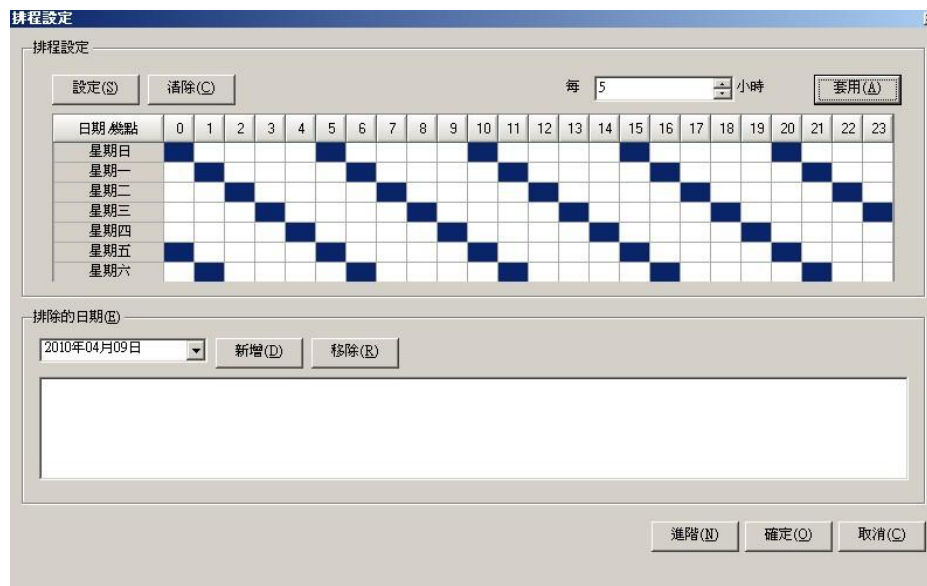 排程設定
排程設定
設定(S) 清除(C) 每 5 小時 套用(A)
日期/幾點 0 1 2 3 4 5 6 7 8 9 10 11 12 13 14 15 16 17 18 19 20 21 22 23
星期日
星期一
星期二
星期三
星期四
星期五
星期六
排除的日期(E)
2010年04月09日 新增(D) 移除(R)
進階(N) 確定(O) 取消(C)